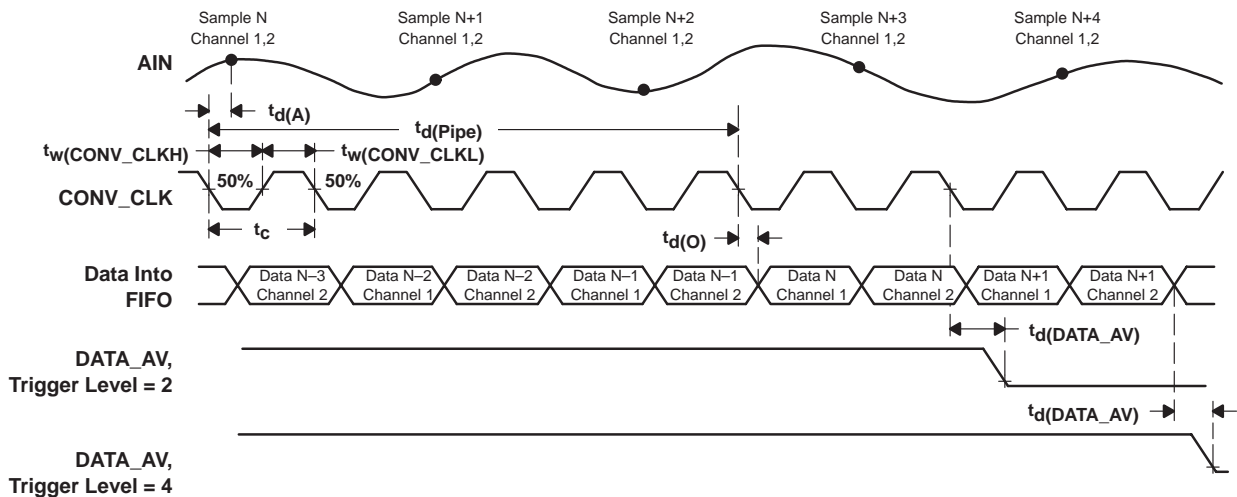 Sample N
Channel 1,2
Sample N+1
Channel 1,2
Sample N+2
Channel 1,2
Sample N+3
Channel 1,2
Sample N+4
Channel 1,2
AIN
td(A)
td(Pipe)
tw(CONV_CLKH)
tw(CONV_CLKL)
50%
50%
CONV_CLK
tc
td(O)
Data Into
FIFO
Data N–3
Channel 2
Data N–2
Channel 1
Data N–2
Channel 2
Data N–1
Channel 1
Data N–1
Channel 2
Data N
Channel 1
Data N
Channel 2
Data N+1
Channel 1
Data N+1
Channel 2
td(DATA_AV)
DATA_AV,
Trigger Level = 2
td(DATA_AV)
DATA_AV,
Trigger Level = 4